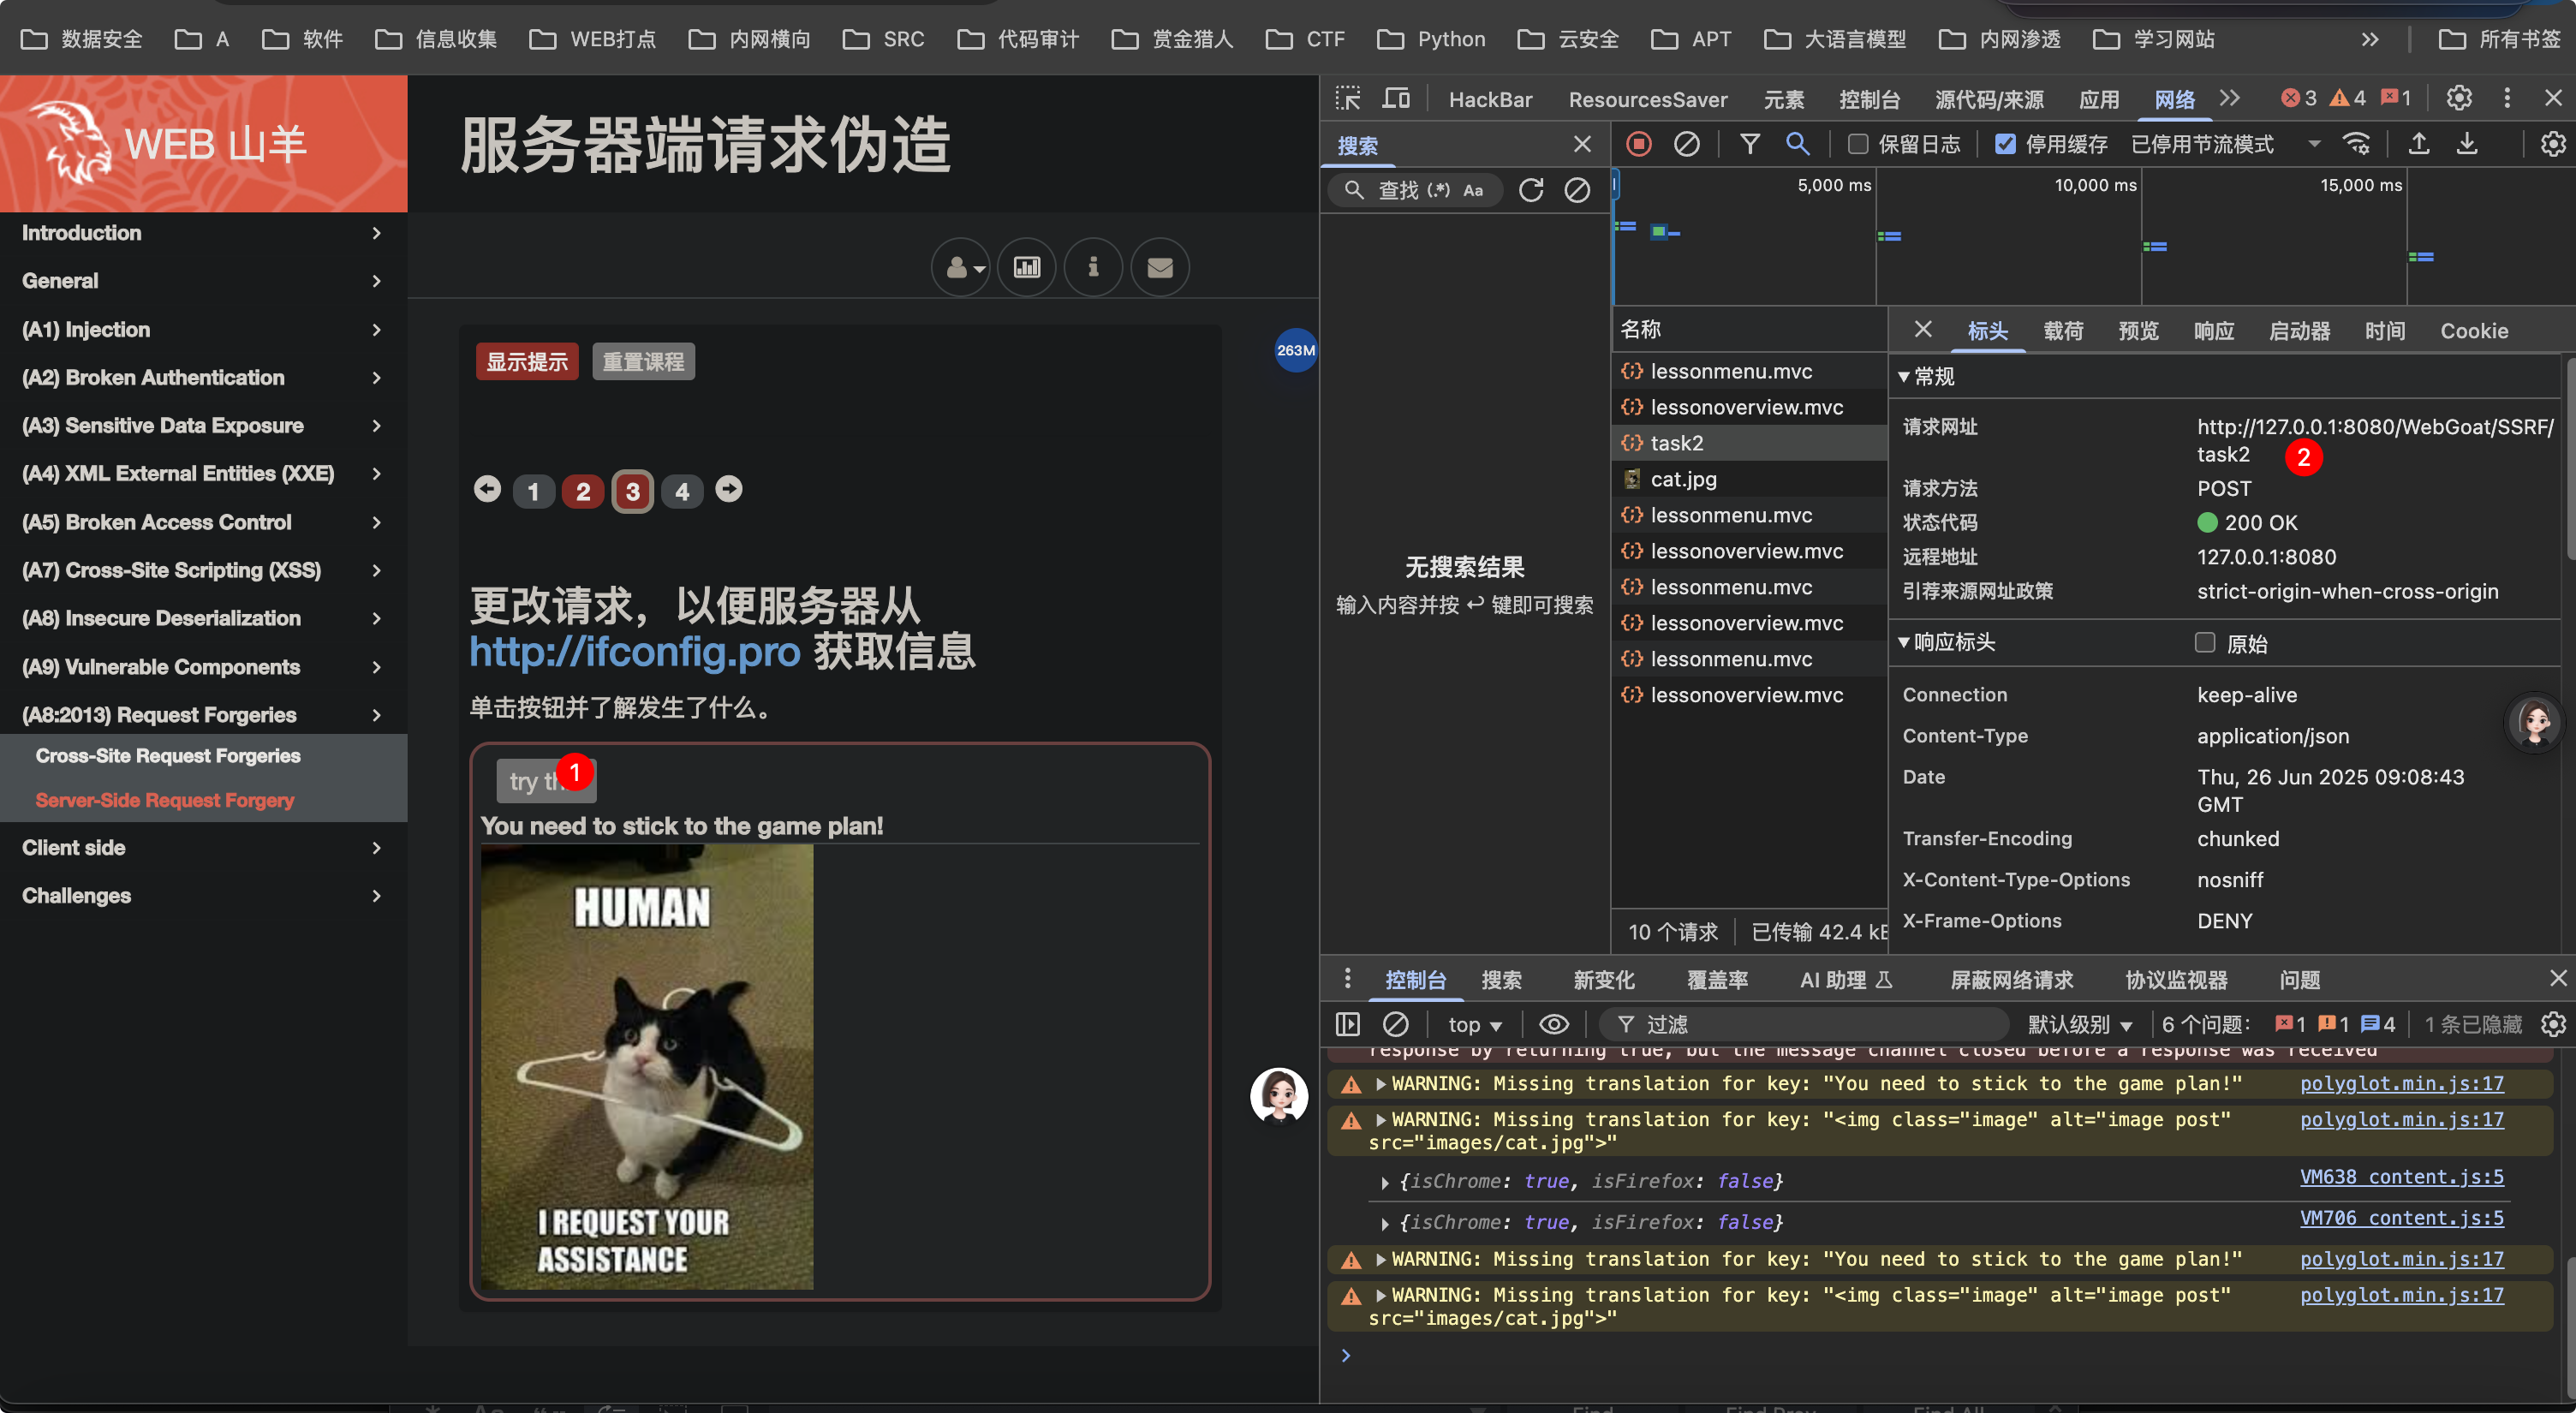 数据安全
A
软件
信息收集
WEB打点
内网横向
SRC
代码审计
赏金猎人
CTF
Python
云安全
APT
大语言模型
内网渗透
学习网站
所有书签
WEB 山羊
Introduction
General
(A1) Injection
(A2) Broken Authentication
(A3) Sensitive Data Exposure
(A4) XML External Entities (XXE)
(A5) Broken Access Control
(A7) Cross-Site Scripting (XSS)
(A8) Insecure Deserialization
(A9) Vulnerable Components
(A8:2013) Request Forgeries
Cross-Site Request Forgeries
Server-Side Request Forgery
Client side
Challenges
服务器端请求伪造
显示提示
重置课程
263M
1
2
3
4
更改请求，以便服务器从
http://ifconfig.pro 获取信息
单击按钮并了解发生了什么。
try
1
You need to stick to the game plan!
HUMAN
I REQUEST YOUR
ASSISTANCE
HackBar
ResourcesSaver
元素
控制台
源代码/来源
应用
网络
3
4
1
搜索
查找 (.*) Aa
无搜索结果
输入内容并按 ↩ 键即可搜索
保留日志
停用缓存
已停用节流模式
5,000 ms
10,000 ms
15,000 ms
名称
lessonmenu.mvc
lessonoverview.mvc
task2
cat.jpg
lessonmenu.mvc
lessonoverview.mvc
lessonmenu.mvc
lessonoverview.mvc
lessonmenu.mvc
lessonoverview.mvc
10 个请求
已传输 42.4 kE
标头
载荷
预览
响应
启动器
时间
Cookie
常规
请求网址
http://127.0.0.1:8080/WebGoat/SSRF/
task2
2
请求方法
POST
状态代码
200 OK
远程地址
127.0.0.1:8080
引荐来源网址政策
strict-origin-when-cross-origin
响应标头
原始
Connection
keep-alive
Content-Type
application/json
Date
Thu, 26 Jun 2025 09:08:43
GMT
Transfer-Encoding
chunked
X-Content-Type-Options
nosniff
X-Frame-Options
DENY
控制台
搜索
新变化
覆盖率
AI 助理
屏蔽网络请求
协议监视器
问题
top
过滤
默认级别
6 个问题：
1
1
4
1 条已隐藏
response by returning true, but the message channel closed before a response was received
WARNING: Missing translation for key: "You need to stick to the game plan!"
polyglot.min.js:17
WARNING: Missing translation for key: "<img class="image" alt="image post"
src="images/cat.jpg">"
polyglot.min.js:17
{isChrome: true, isFirefox: false}
VM638 content.js:5
{isChrome: true, isFirefox: false}
VM706 content.js:5
WARNING: Missing translation for key: "You need to stick to the game plan!"
polyglot.min.js:17
WARNING: Missing translation for key: "<img class="image" alt="image post"
src="images/cat.jpg">"
polyglot.min.js:17